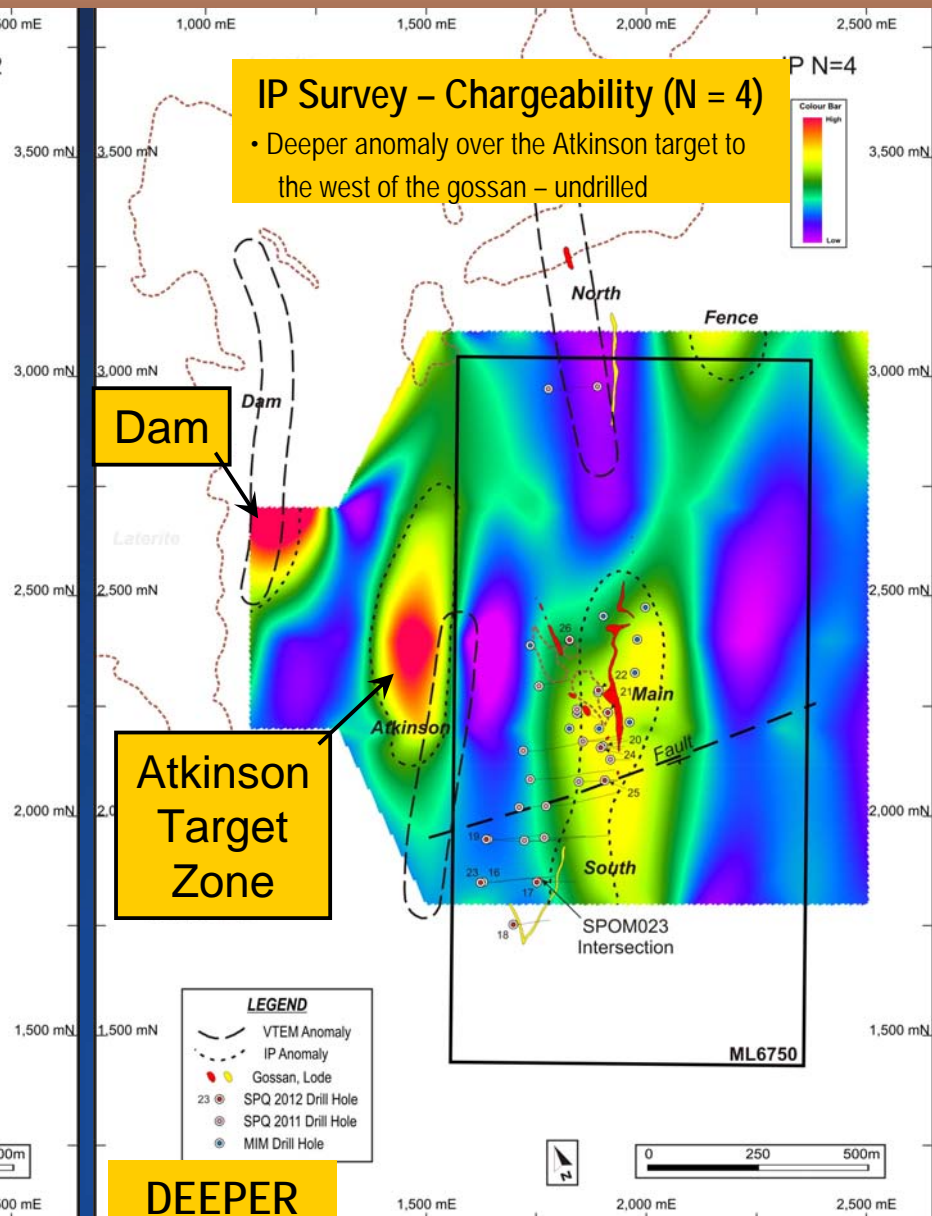 00 mE
1,000 mE
1,500 mE
2,000 mE
2,500 mE
IP Survey – Chargeability (N = 4)
• Deeper anomaly over the Atkinson target to
the west of the gossan – undrilled
IP N=4
Colour Bar
High
Low
3,500 mN
3,500 mN
3,500 mN
North
Fence
3,000 mN
3,000 mN
3,000 mN
Dam
Dam
Laterite
2,500 mN
2,500 mN
2,500 mN
26
22
21
Main
Atkinson
20
Fault
24
25
Atkinson
Target
Zone
2,000 mN
2,0
2,000 mN
19
23
16
17
South
18
SPOM023
Intersection
1,500 mN
1,500 mN
1,500 mN
LEGEND
VTEM Anomaly
IP Anomaly
Gossan, Lode
23 SPQ 2012 Drill Hole
SPQ 2011 Drill Hole
MIM Drill Hole
ML6750
00m
N
0
250
500m
DEEPER
00 mE
1,500 mE
2,000 mE
2,500 mE